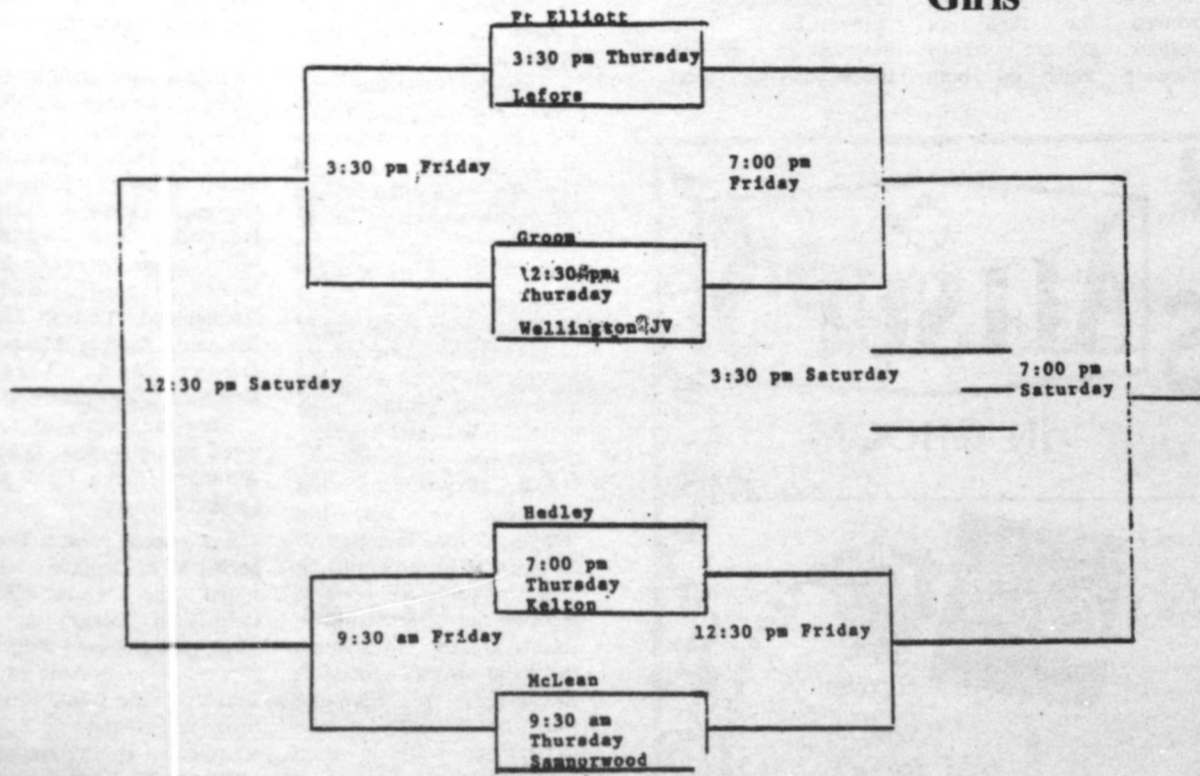 Girls
Ft Elliott
3:30 pm Thursday
Lefors
3:30 pm Friday
7:00 pm
Friday
Groom
12:30 pm
Thursday
Wellington JV
12:30 pm Saturday
3:30 pm Saturday
7:00 pm
Saturday
Hedley
7:00 pm
Thursday
Kelton
9:30 am Friday
12:30 pm Friday
McLean
9:30 am
Thursday
Samnorwood